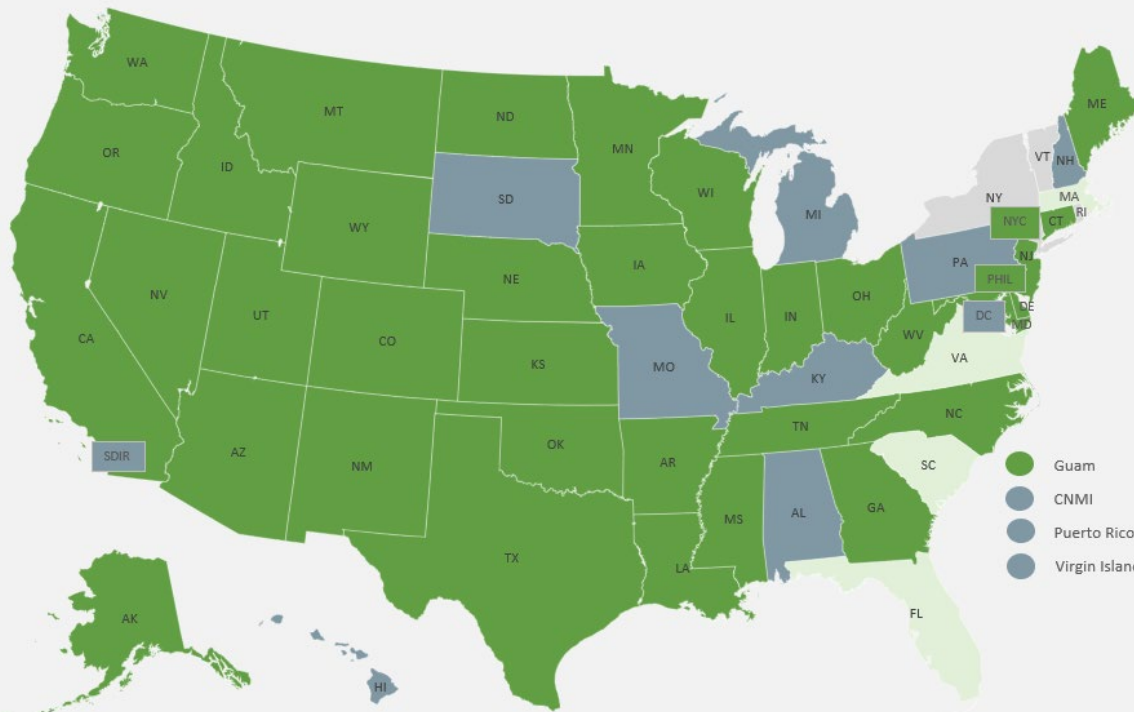 WA
MT
ND
MN
ME
OR
ID
SD
WI
MI
VT
NH
NY
MA
RI
WY
NYC
CT
IA
PA
NJ
NE
PHIL
NV
UT
CO
IL
IN
OH
DE
DC
MD
WV
CA
KS
MO
KY
VA
SDIR
AZ
NM
OK
AR
TN
NC
SC
Guam
MS
AL
GA
CNMI
TX
LA
Puerto Rico
Virgin Island
AK
HI
FL